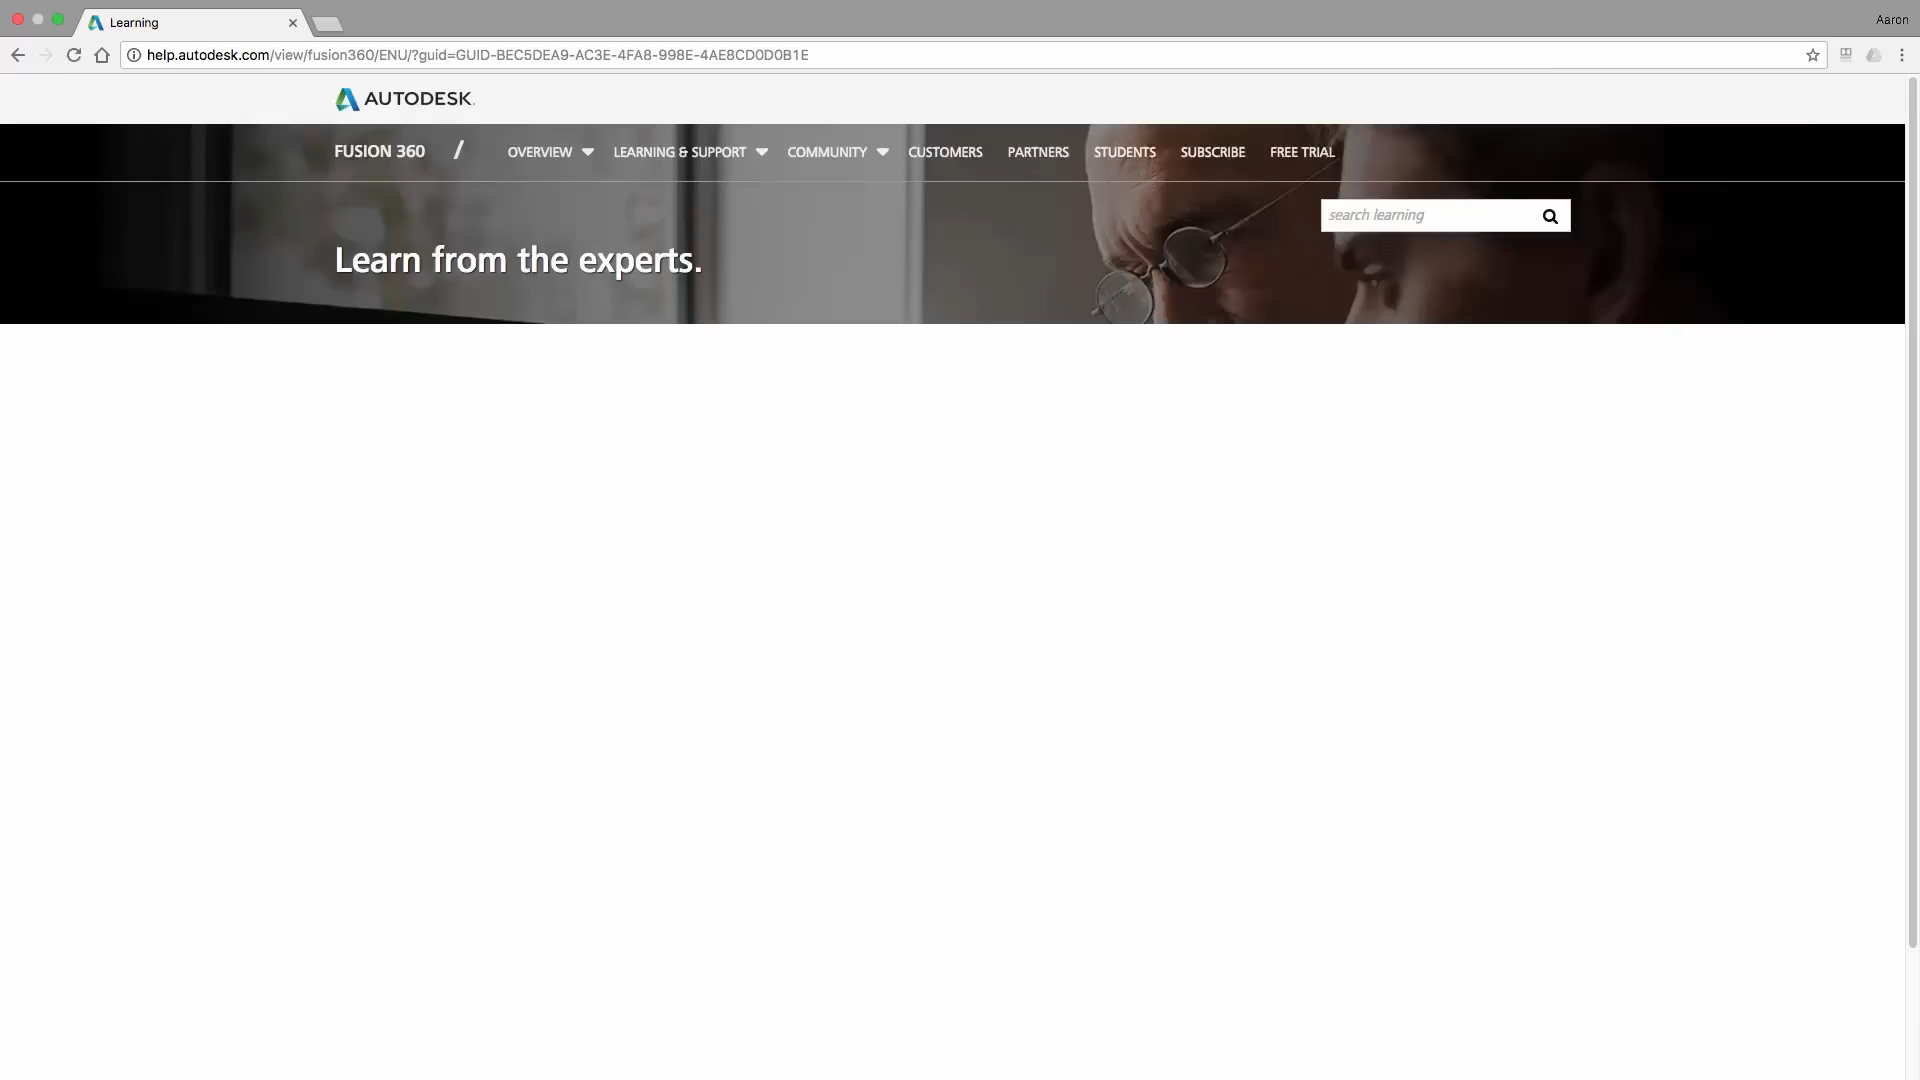 Learning
Aaron
help.autodesk.com/view/fusion360/ENU/?guid=GUID-BEC5DEA9-AC3E-4FA8-998E-4AE8CD0D0B1E
AUTODESK.
FUSION 360 / OVERVIEW LEARNING & SUPPORT COMMUNITY CUSTOMERS PARTNERS STUDENTS SUBSCRIBE FREE TRIAL
search learning
Learn from the experts.